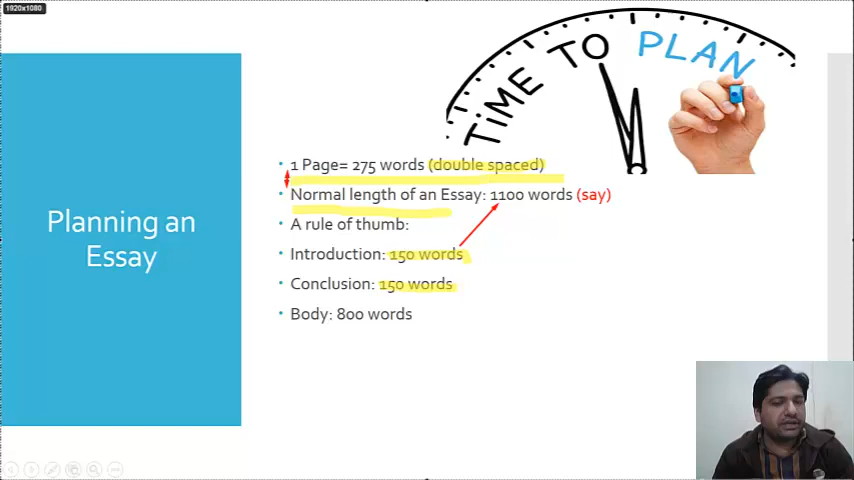 1920x1080
TiME TO PLAN
Planning an
Essay
1 Page= 275 words (double spaced)
Normal length of an Essay: 1100 words (say)
A rule of thumb:
Introduction: 150 words
Conclusion: 150 words
Body: 800 words